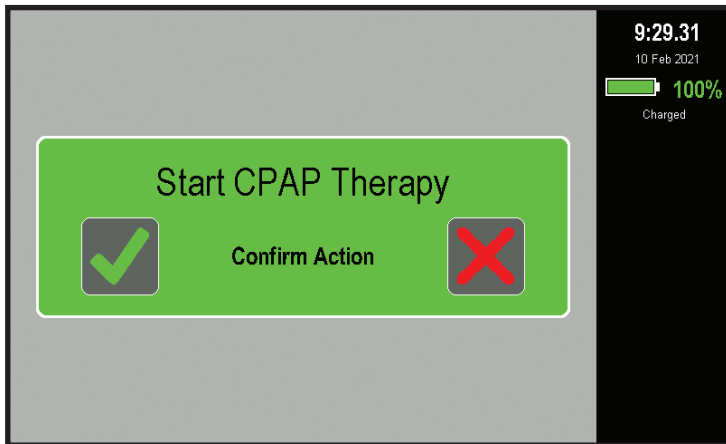 Start CPAP Therapy
Confirm Action
9:29.31
10 Feb 2021
100%
Charged